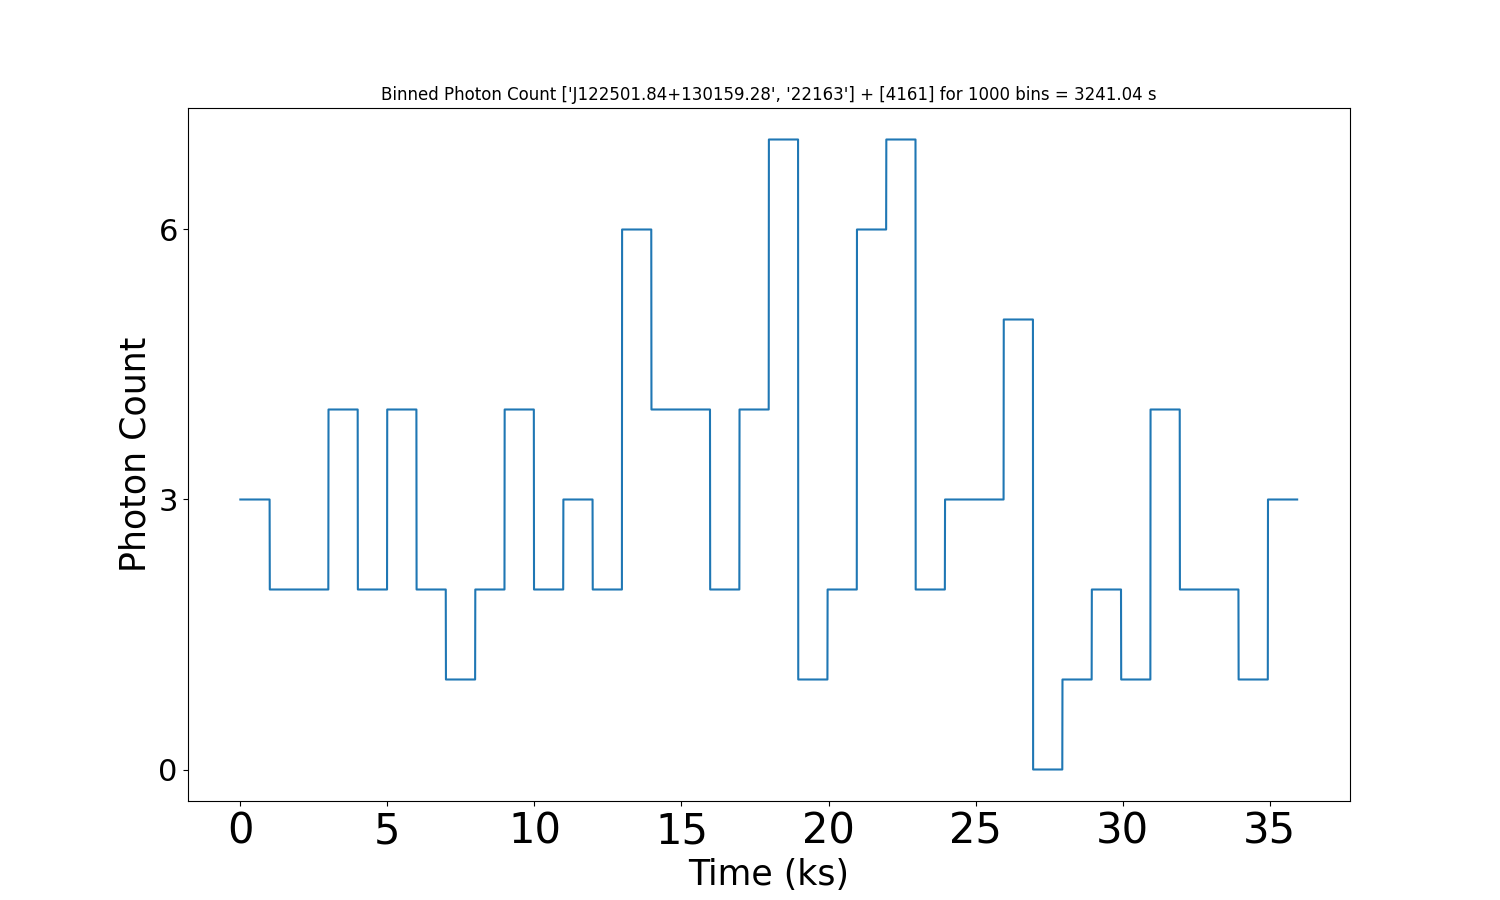 Binned Photon Count ['J122501.84+130159.28', '22163'] + [4161] for 1000 bins = 3241.04 s
6
3
0
Photon Count
0 5 10 15 20 25 30 35
Time (ks)